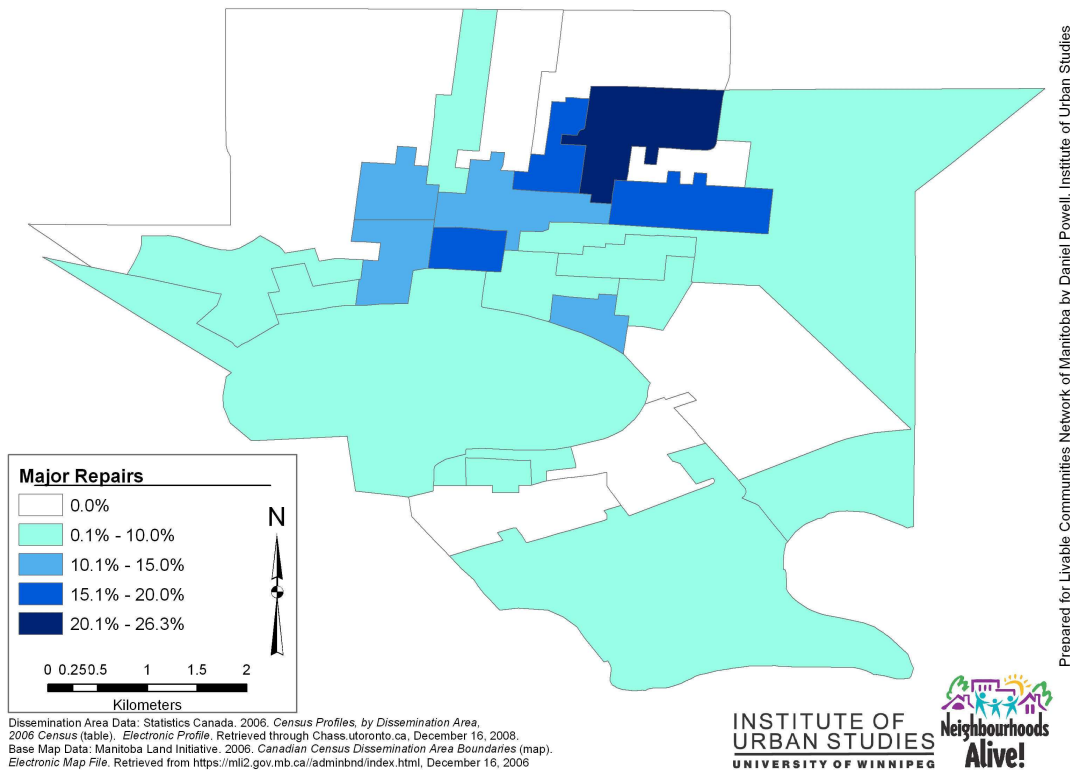 Major Repairs
0.0%
0.1% - 10.0%
10.1% - 15.0%
15.1% - 20.0%
20.1% - 26.3%
N
0 0.250.5 1 1.5 2
Kilometers
Dissemination Area Data: Statistics Canada. 2006. Census Profiles, by Dissemination Area,
2006 Census (table). Electronic Profile. Retrieved through Chass.utoronto.ca, December 16, 2008.
Base Map Data: Manitoba Land Initiative. 2006. Canadian Census Dissemination Area Boundaries (map).
Electronic Map File. Retrieved from https://mli2.gov.mb.ca//adminbnd/index.html, December 16, 2006
INSTITUTE OF
URBAN STUDIES
UNIVERSITY OF WINNIPEG
Neighbourhoods
Alive!
Prepared for Livable Communities Network of Manitoba by Daniel Powell. Institute of Urban Studies